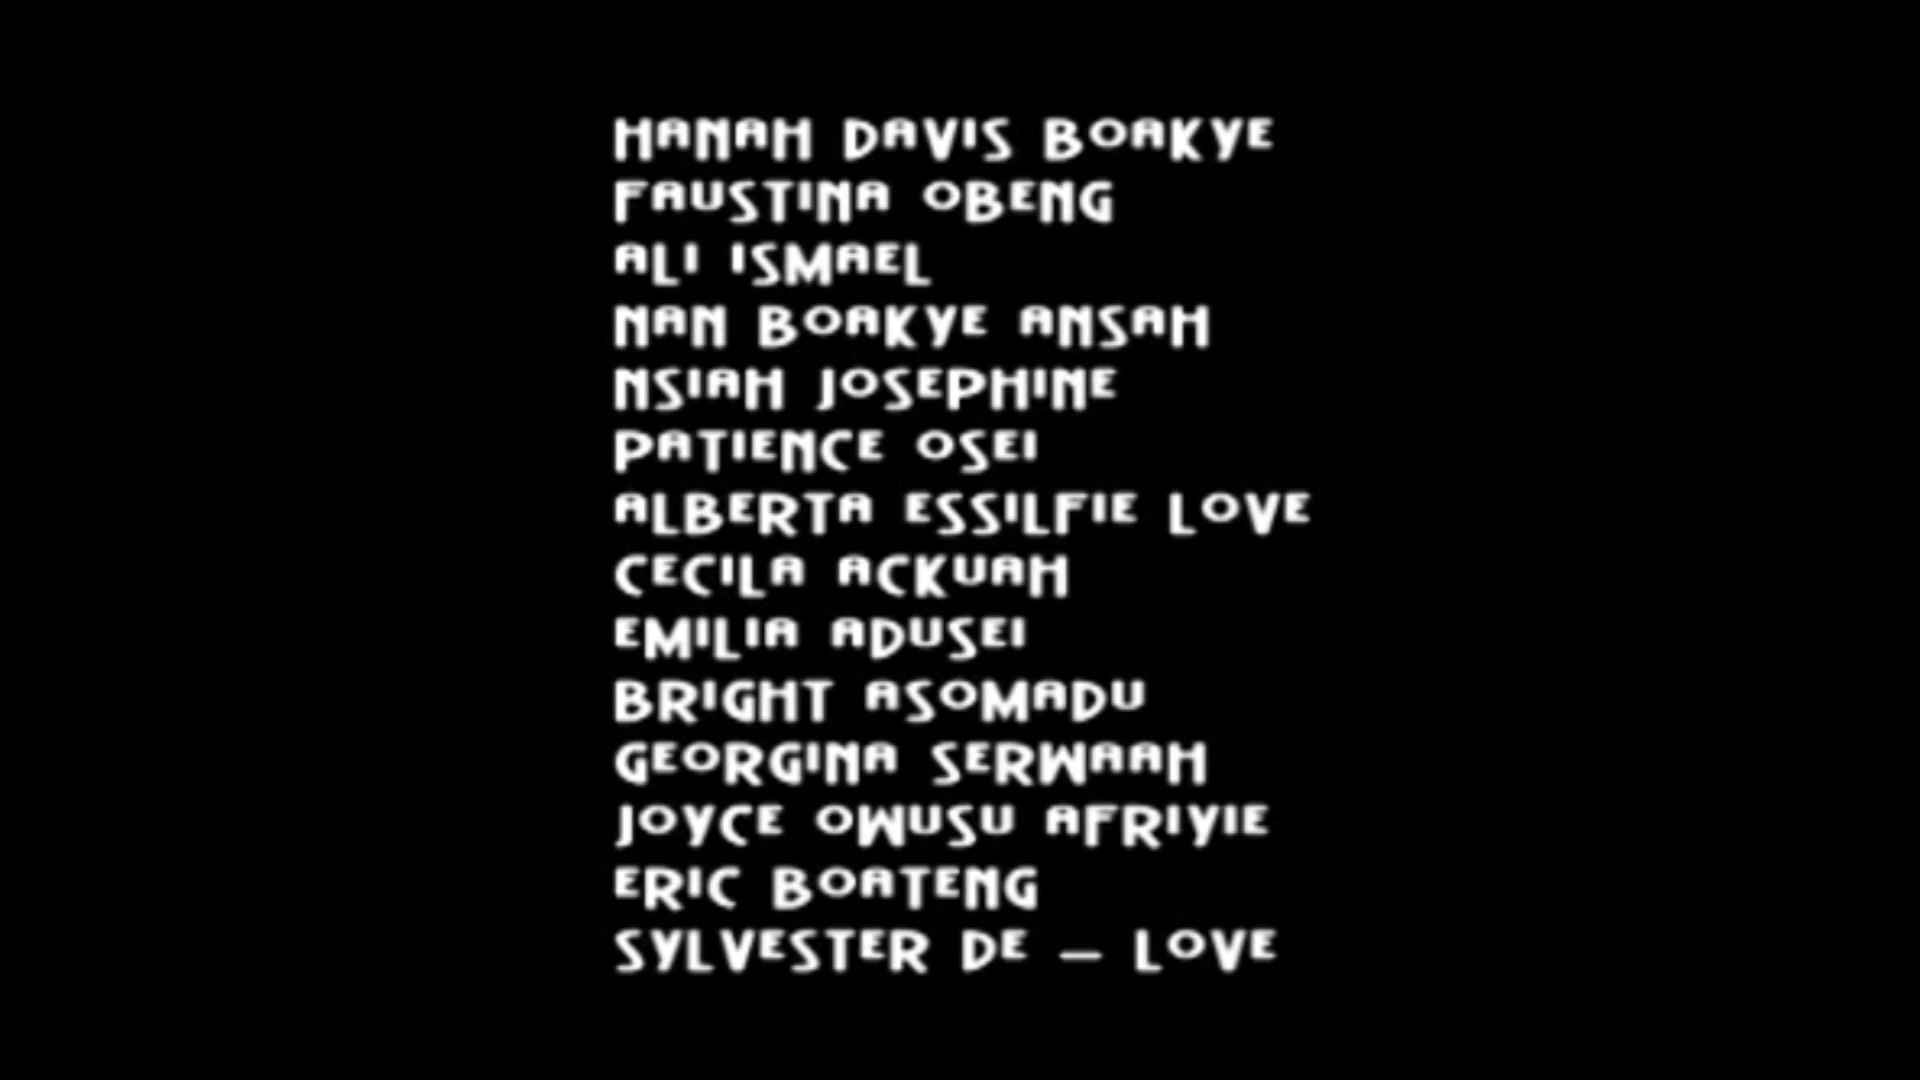 HANAH DAVIS BOAKYE
FAUSTINA OBENG
ALI ISMAEL
NAN BOAKYE ANSAH
NSIAH JOSEPHINE
PATIENCE OSEI
ALBERTA ESSILFIE LOVE
CECILA ACKUAH
EMILIA ADUSEI
BRIGHT ASOMADU
GEORGINA SERWAAH
JOYCE OWUSU AFRIYIE
ERIC BOATENG
SYLVESTER DE – LOVE